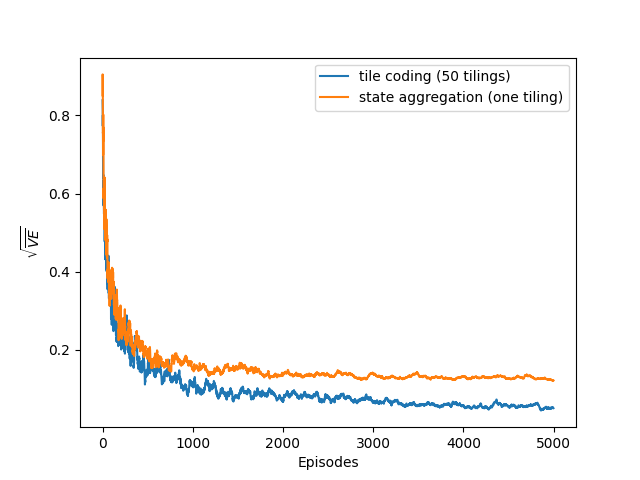 tile coding (50 tilings)
state aggregation (one tiling)
0.8
0.6
0.4
0.2
√VE
0 1000 2000 3000 4000 5000
Episodes